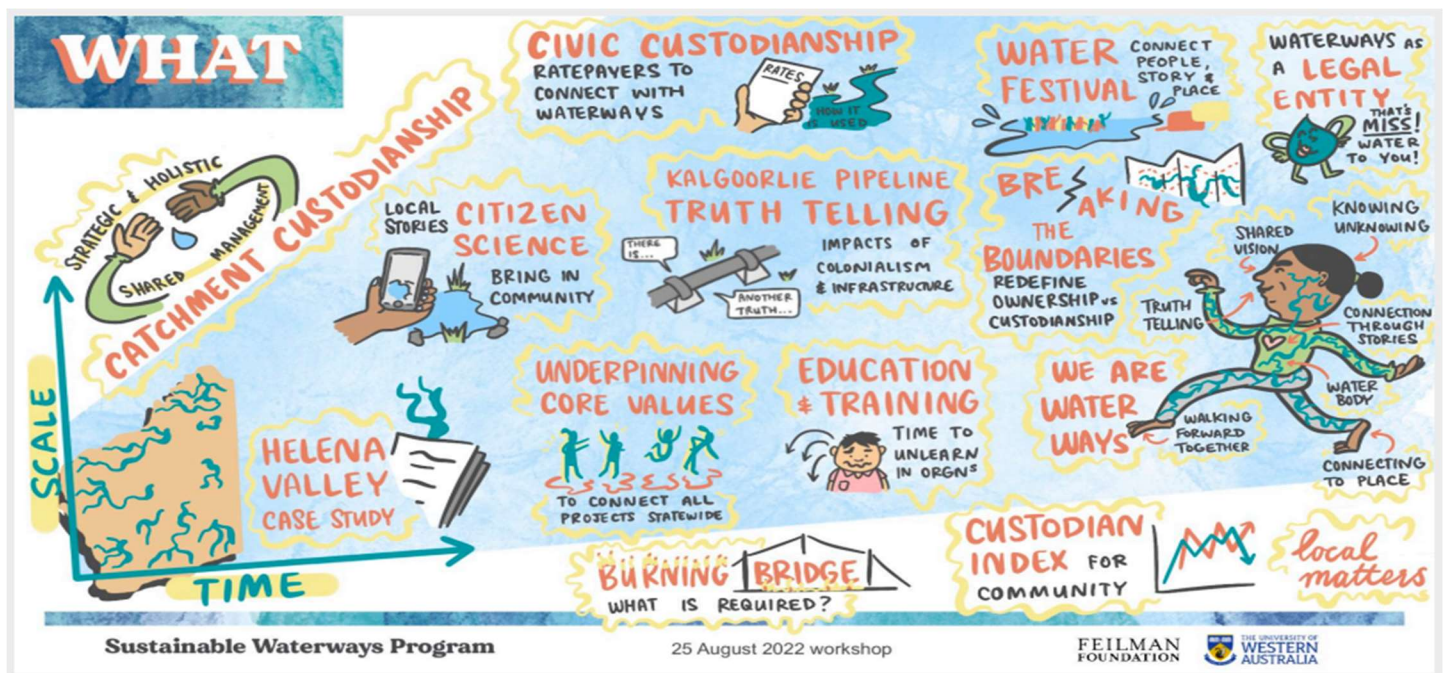 WHAT
STRATEGIC & HOLISTIC
SHARED MANAGEMENT
CATCHMENT CUSTODIANSHIP
CIVIC CUSTODIANSHIP
RATEPAYERS TO
CONNECT WITH
WATERWAYS
RATES
HOW IT
IS USED
WATER
FESTIVAL
CONNECT
PEOPLE,
STORY &
PLACE
WATERWAYS AS
A LEGAL
ENTITY
THAT'S
MISS!
WATER
TO YOU!
LOCAL
STORIES
CITIZEN
SCIENCE
BRING IN
COMMUNITY
KALGOORLIE PIPELINE
TRUTH TELLING
THERE
IS...
ANOTHER
TRUTH...
IMPACTS OF
COLONIALISM
& INFRASTRUCURE
BREAKING
THE
BOUNDARIES
REDEFINE
OWNERSHIP vs
CUSTODIANSHIP
SHARED
VISION
KNOWING
UNKNOWING
TRUTH
TELLING
CONNECTION
THROUGH
STORIES
WATER
BODY
WALKING
FORWARD
TOGETHER
CONNECTING
TO PLACE
WE ARE
WATER
WAYS
SCALE
TIME
HELENA
VALLEY
CASE STUDY
UNDERPINNING
CORE VALUES
TO CONNECT ALL
PROJECTS STATEWIDE
EDUCATION
& TRAINING
TIME TO
UNLEARN
IN ORGNS
BURNING BRIDGE
WHAT IS REQUIRED?
CUSTODIAN
INDEX FOR
COMMUNITY
local
matters
Sustainable Waterways Program
25 August 2022 workshop
FEILMAN
FOUNDATION
THE UNIVERSITY OF
WESTERN
AUSTRALIA